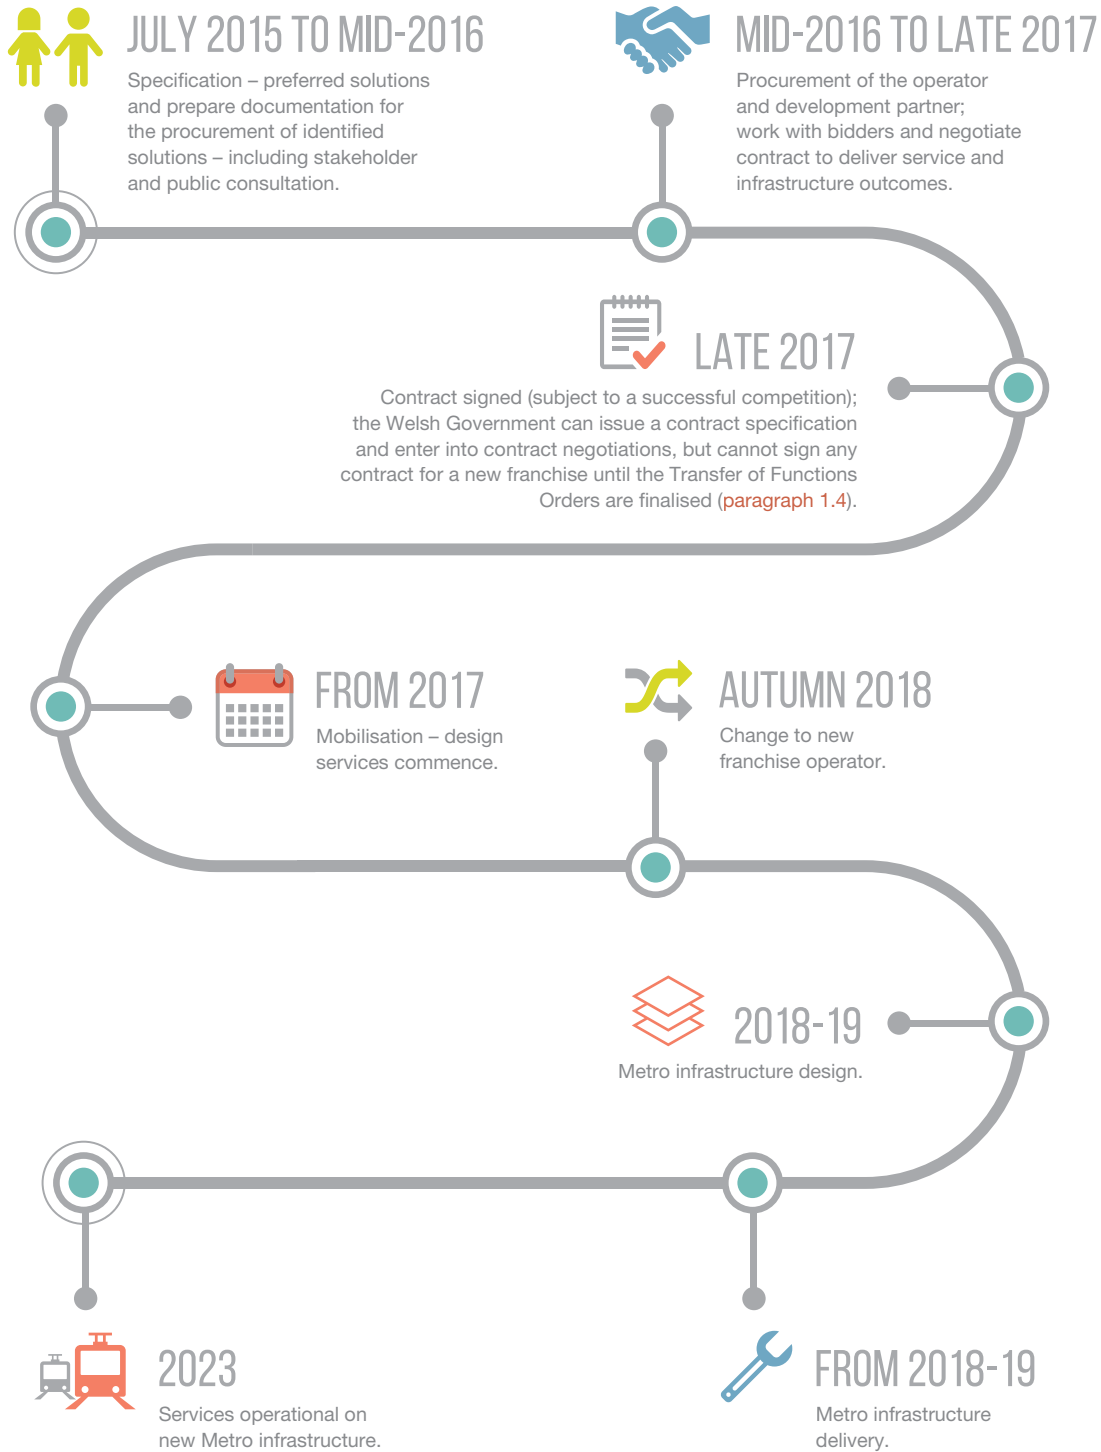 JULY 2015 TO MID-2016
Specification – preferred solutions
and prepare documentation for
the procurement of identified
solutions – including stakeholder
and public consultation.
MID-2016 TO LATE 2017
Procurement of the operator
and development partner;
work with bidders and negotiate
contract to deliver service and
infrastructure outcomes.
LATE 2017
Contract signed (subject to a successful competition);
the Welsh Government can issue a contract specification
and enter into contract negotiations, but cannot sign any
contract for a new franchise until the Transfer of Functions
Orders are finalised (paragraph 1.4).
FROM 2017
Mobilisation – design
services commence.
AUTUMN 2018
Change to new
franchise operator.
2018-19
Metro infrastructure design.
FROM 2018-19
Metro infrastructure
delivery.
2023
Services operational on
new Metro infrastructure.